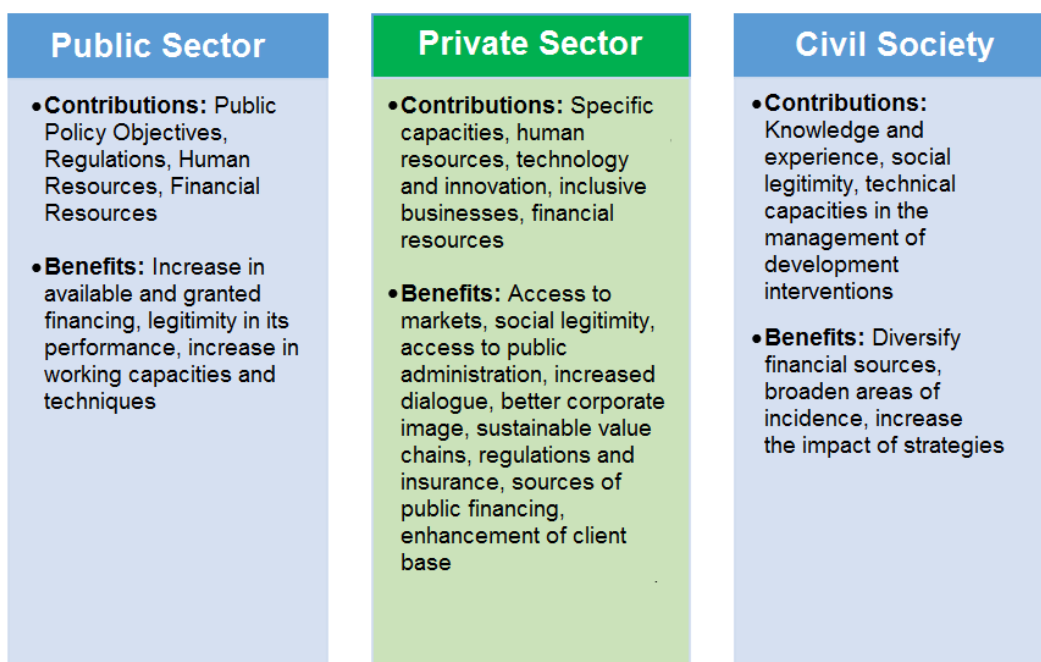 Public Sector
•Contributions: Public
Policy Objectives,
Regulations, Human
Resources, Financial
Resources
•Benefits: Increase in
available and granted
financing, legitimity in its
performance, increase in
working capacities and
techniques
Private Sector
•Contributions: Specific
capacities, human
resources, technology
and innovation, inclusive
businesses, financial
resources
•Benefits: Access to
markets, social legitimity,
access to public
administration, increased
dialogue, better corporate
image, sustainable value
chains, regulations and
insurance, sources of
public financing,
enhancement of client
base
Civil Society
•Contributions:
Knowledge and
experience, social
legitimity, technical
capacities in the
management of
development
interventions
•Benefits: Diversify
financial sources,
broaden areas of
incidence, increase
the impact of strategies